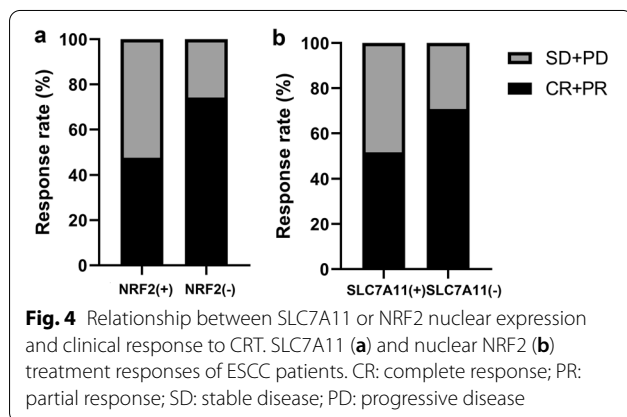 a
100
80
60
40
20
0
Response rate (%)
NRF2(+) NRF2(-)
b
100
80
60
40
20
0
Response rate (%)
SLC7A11(+)SLC7A11(-)
SD+PD
CR+PR
Fig. 4 Relationship between SLC7A11 or NRF2 nuclear expression
and clinical response to CRT. SLC7A11 (a) and nuclear NRF2 (b)
treatment responses of ESCC patients. CR: complete response; PR:
partial response; SD: stable disease; PD: progressive disease